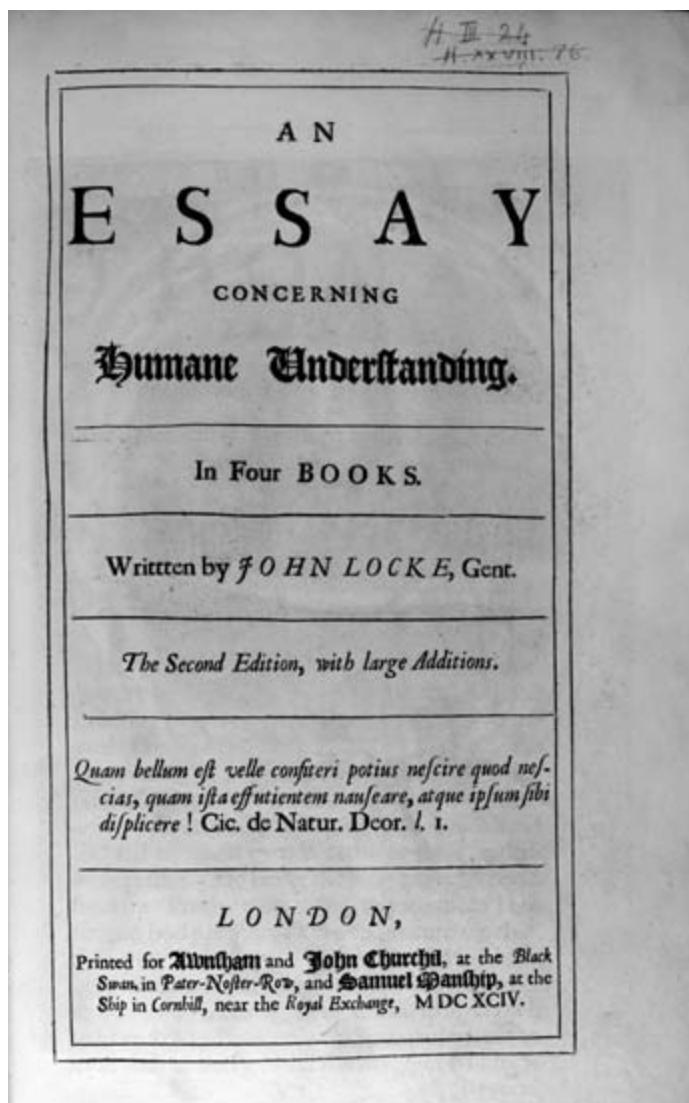 H III 24
H. xxviii. 26.
AN
ESSAY
CONCERNING
Humane Underſtanding.
In Four BOOKS.
Writtten by JOHN LOCKE, Gent.
The Second Edition, with large Additions.
Quam bellum eſt velle confiteri potius neſcire quod neſ-
cias, quam iſta effutientem nauſeare, atque ipſum ſibi
diſplicere! Cic. de Natur. Deor. l. 1.
LONDON,
Printed for Awnſham and John Churchil, at the Black
Swan in Pater-Noſter-Row, and Samuel Manſhip, at the
Ship in Cornhill, near the Royal Exchange, MDCXCIV.